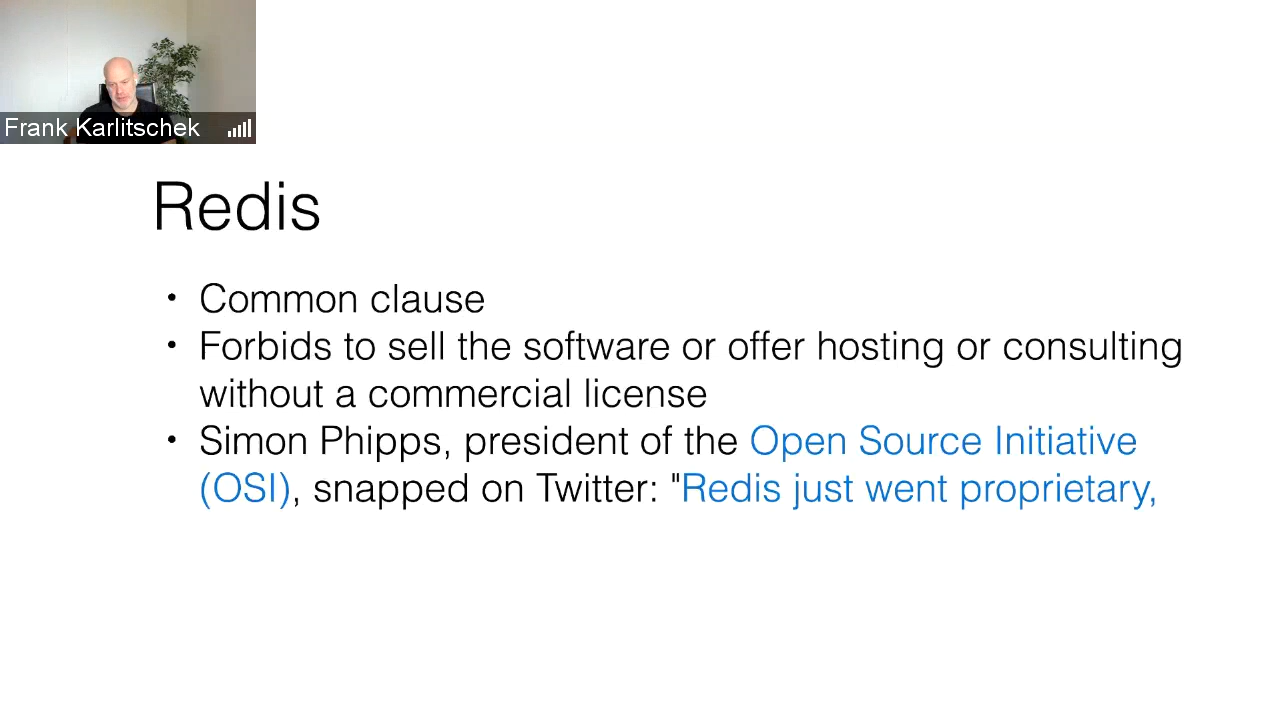 Frank Karlitschek
Redis
• Common clause
• Forbids to sell the software or offer hosting or consulting
without a commercial license
• Simon Phipps, president of the Open Source Initiative
(OSI), snapped on Twitter: "Redis just went proprietary,